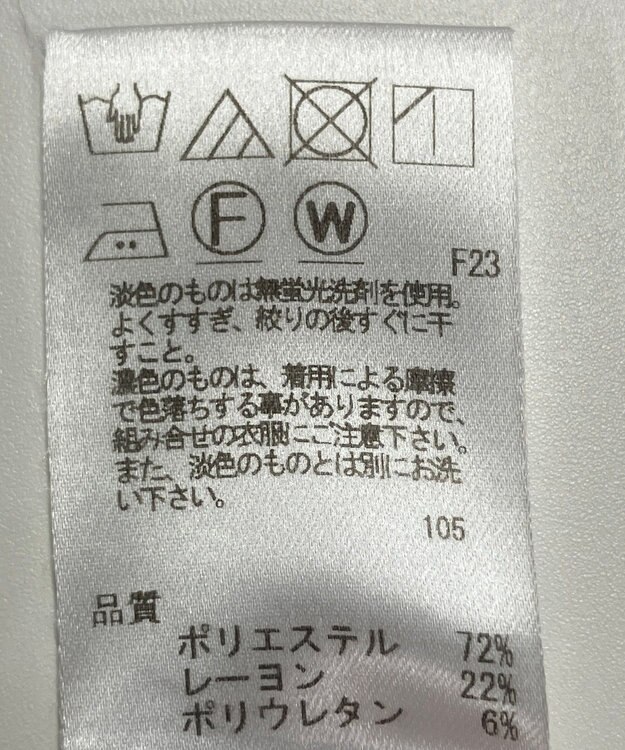 F
W
F23
淡色のものは無蛍光洗剤を使用。
よくすすぎ、絞りの後すぐに干
すこと。
濃色のものは、着用による摩擦
で色落ちする事がありますので、
組み合せの衣服にご注意下さい。
また、淡色のものとは別にお洗
い下さい。
105
品質
ポリエステル 72%
レーヨン 22%
ポリウレタン 6%